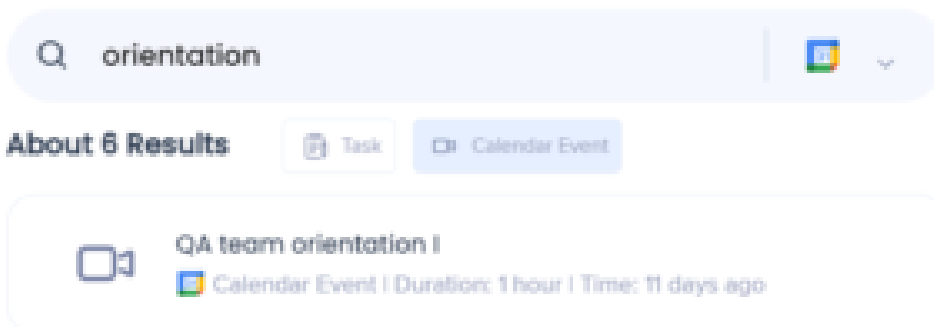 orientation
About 6 Results Task Calendar Event
QA team orientation I
Calendar Event | Duration: 1 hour | Time: 11 days ago